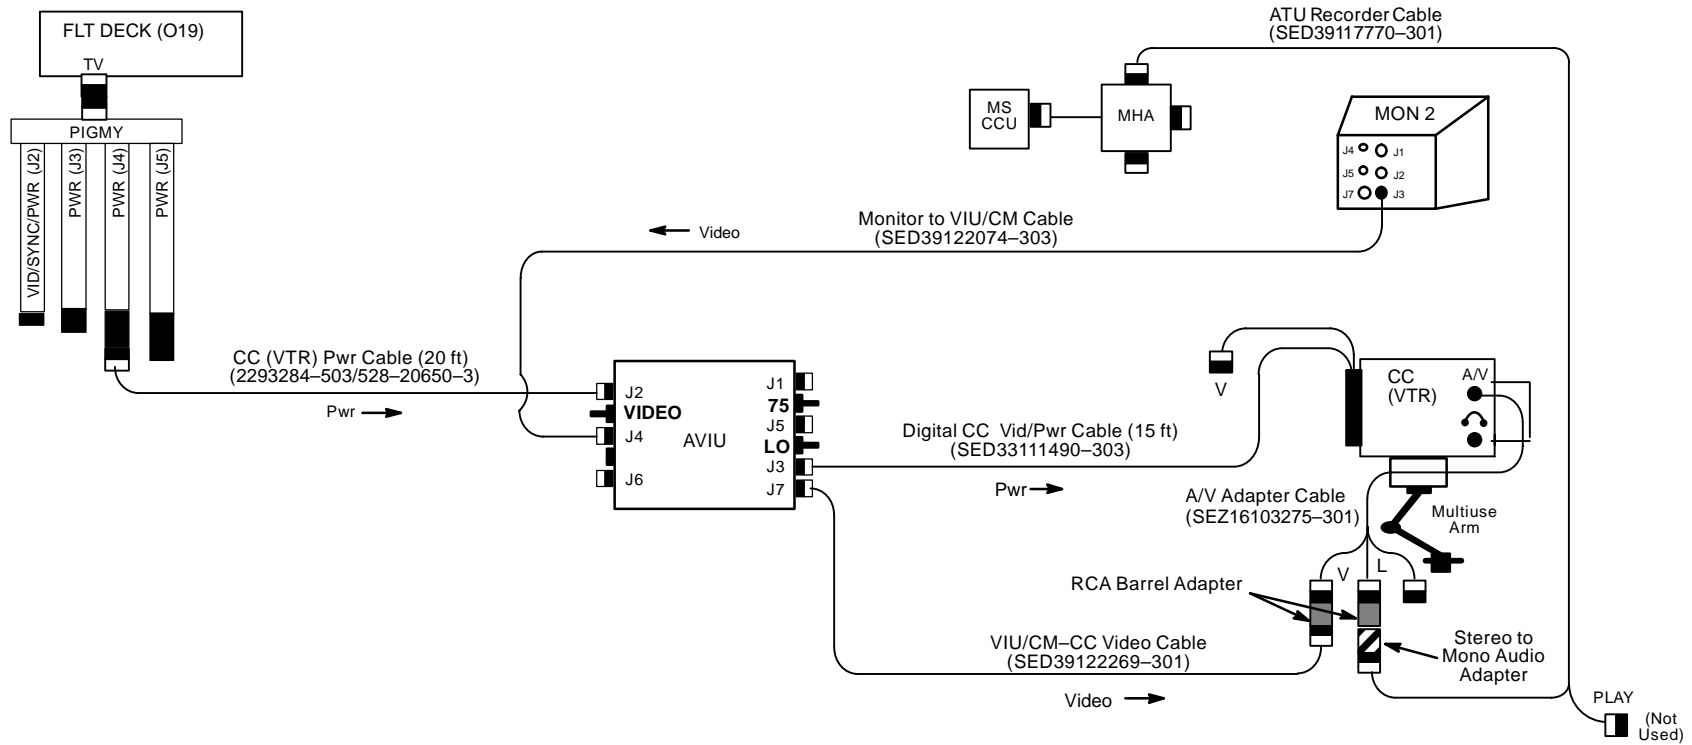 FLT DECK (O19)
TV
PIGMY
VID/SYNC/PWR (J2)
PWR (J3)
PWR (J4)
PWR (J5)
ATU Recorder Cable
(SED39117770–301)
MS
CCU
MHA
MON 2
J4
J1
J5
J2
J7
J3
Monitor to VIU/CM Cable
(SED39122074–303)
Video
CC (VTR) Pwr Cable (20 ft)
(2293284–503/528–20650–3)
Pwr
J2
VIDEO
J4
J6
AVIU
J1
75
J5
LO
J3
J7
V
CC
(VTR)
A/V
Digital CC Vid/Pwr Cable (15 ft)
(SED33111490–303)
Pwr
A/V Adapter Cable
(SEZ16103275–301)
Multiuse
Arm
V
L
RCA Barrel Adapter
VIU/CM–CC Video Cable
(SED39122269–301)
Video
Stereo to
Mono Audio
Adapter
PLAY
(Not
Used)